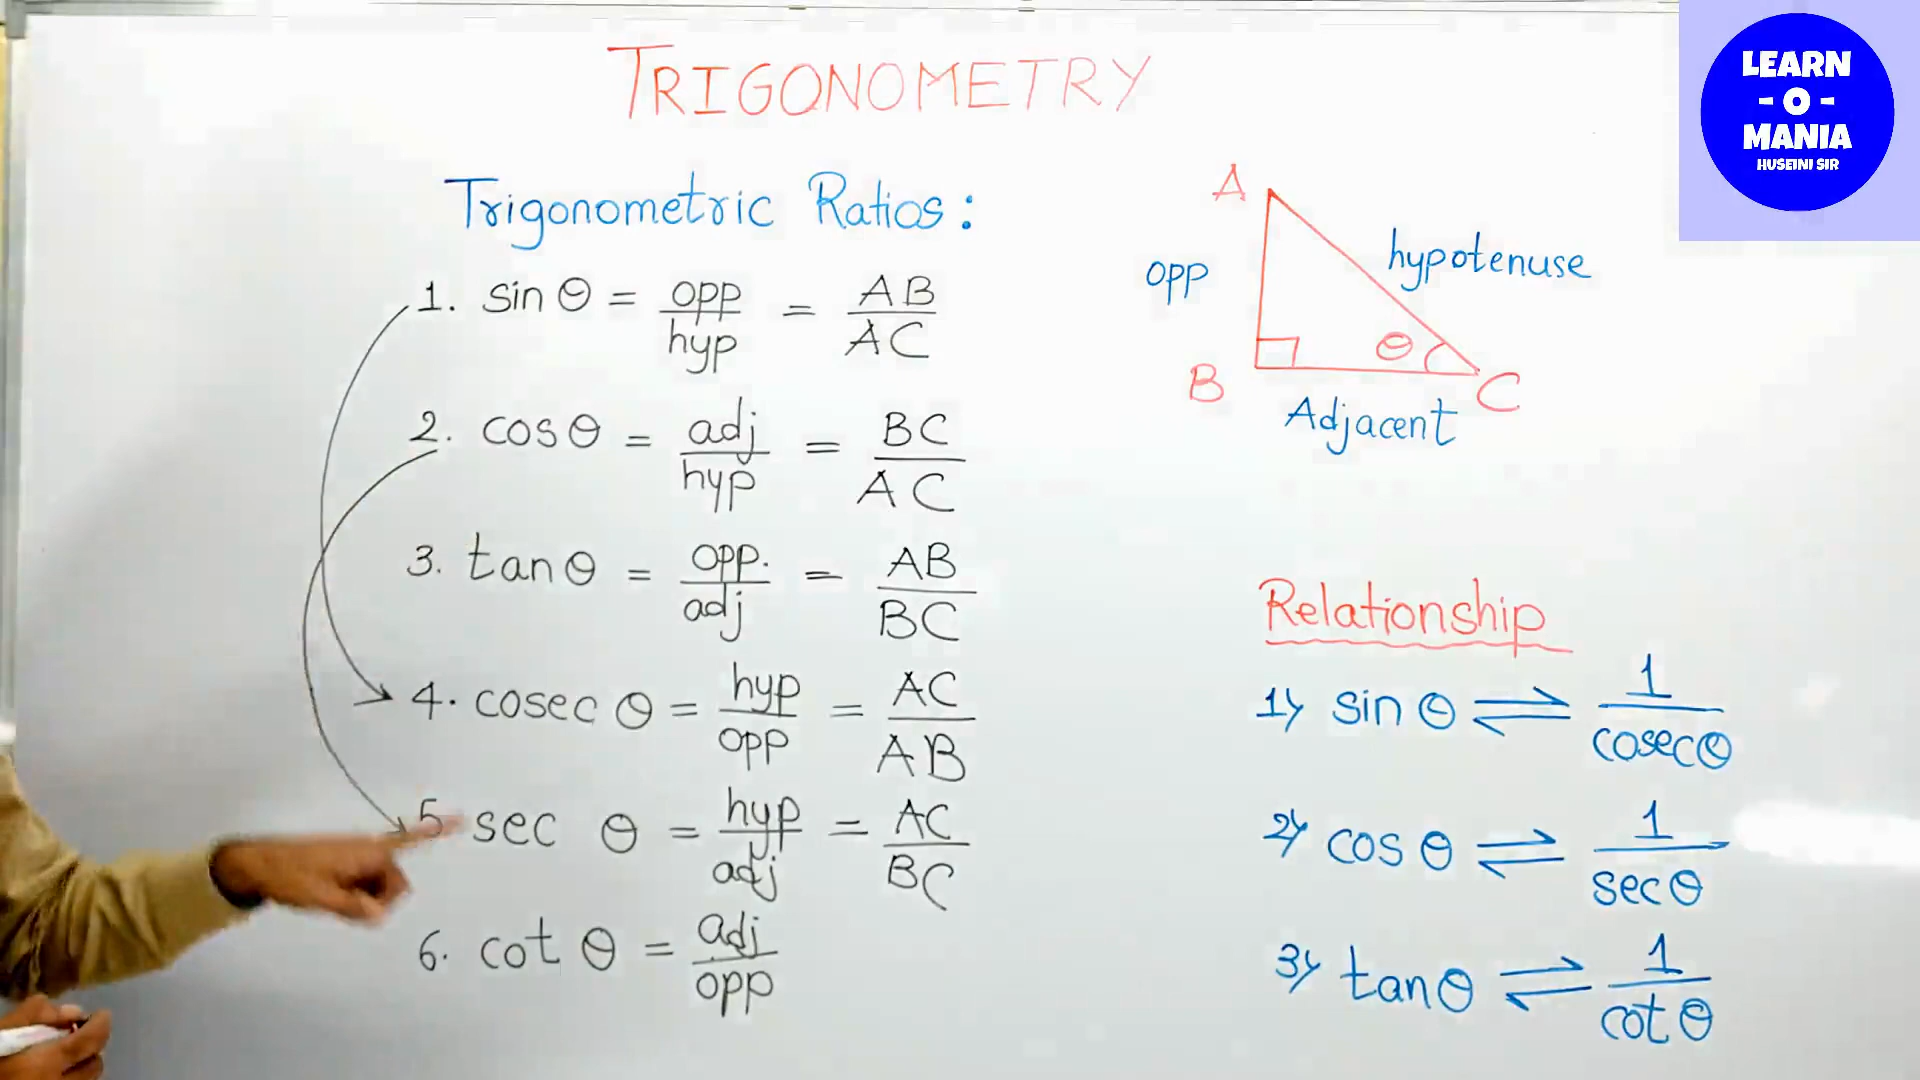 TRIGONOMETRY
Trigonometric Ratios:
1. sin θ = opp/hyp = AB/AC
2. cos θ = adj/hyp = BC/AC
3. tan θ = opp./adj = AB/BC
4. cosec θ = hyp/opp = AC/AB
5. sec θ = hyp/adj = AC/BC
6. cot θ = adj/opp
A
opp
hypotenuse
θ
B
C
Adjacent
Relationship
1) sin θ ⇌ 1/cosec θ
2) cos θ ⇌ 1/sec θ
3) tan θ ⇌ 1/cot θ
LEARN
- O -
MANIA
HUSEINI SIR